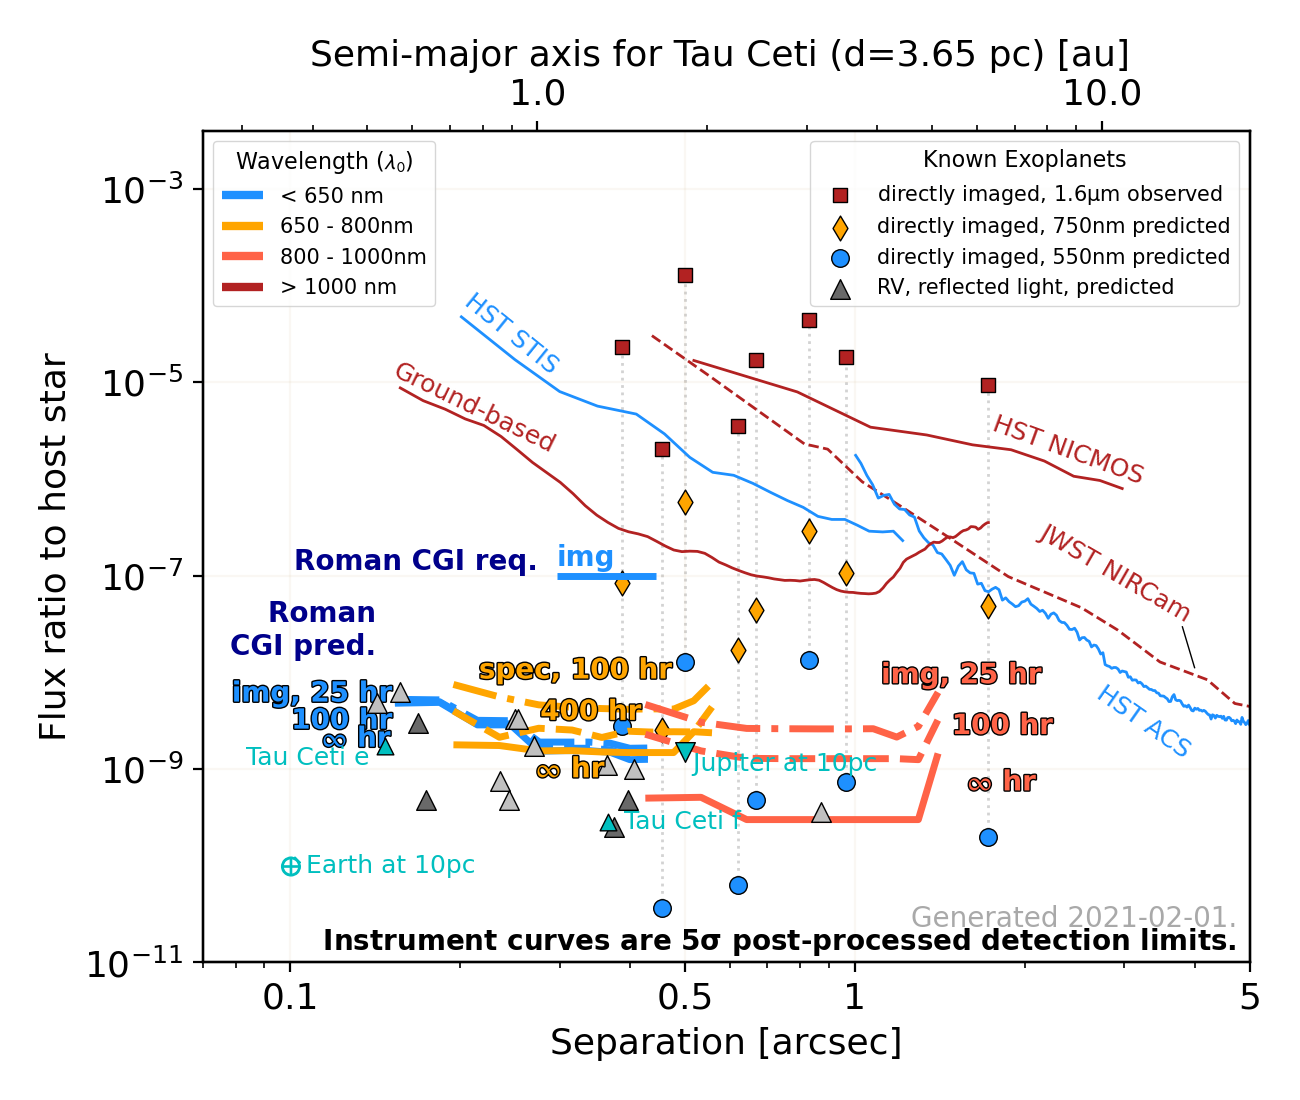 Semi-major axis for Tau Ceti (d=3.65 pc) [au]
1.0
10.0
Wavelength (λ₀)
< 650 nm
650 - 800nm
800 - 1000nm
> 1000 nm
Known Exoplanets
directly imaged, 1.6μm observed
directly imaged, 750nm predicted
directly imaged, 550nm predicted
RV, reflected light, predicted
Flux ratio to host star
10⁻³
10⁻⁵
10⁻⁷
10⁻⁹
10⁻¹¹
HST STIS
Ground-based
HST NICMOS
JWST NIRCam
HST ACS
Roman CGI req.
img
Roman
CGI pred.
img, 25 hr
100 hr
∞ hr
spec, 100 hr
400 hr
∞ hr
img, 25 hr
100 hr
∞ hr
Tau Ceti e
Jupiter at 10pc
Tau Ceti f
Earth at 10pc
Generated 2021-02-01.
Instrument curves are 5σ post-processed detection limits.
0.1
0.5
1
5
Separation [arcsec]